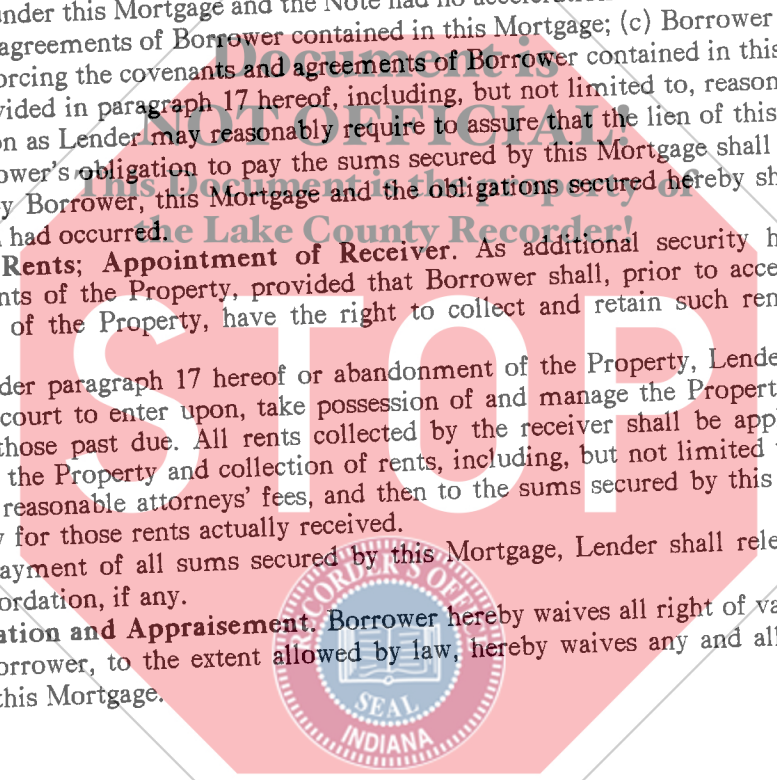 under this Mortgage and the Note had no
agreements of Borrower contained in this Mortgage; (c) Borrower
orcing the covenants and agreements of Borrower contained in this
vided in paragraph 17 hereof, including, but not limited to, reason
on as Lender may reasonably require to assure that the lien of this
ower's obligation to pay the sums secured by this Mortgage shall
y Borrower, this Mortgage and the obligations secured hereby sh
had occurred.
Rents; Appointment of Receiver. As additional security h
nts of the Property, provided that Borrower shall, prior to acce
of the Property, have the right to collect and retain such ren
der paragraph 17 hereof or abandonment of the Property, Lende
court to enter upon, take possession of and manage the Propert
those past due. All rents collected by the receiver shall be app
the Property and collection of rents, including, but not limited
reasonable attorneys' fees, and then to the sums secured by this
y for those rents actually received.
ayment of all sums secured by this Mortgage, Lender shall rele
ordation, if any.
ation and Appraisement. Borrower hereby waives all right of va
orrower, to the extent allowed by law, hereby waives any and all
this Mortgage.
Document is
NOT OFFICIAL!
This Document is the property of
the Lake County Recorder!
STOP
RECORDER'S OFFICE
SEAL
INDIANA